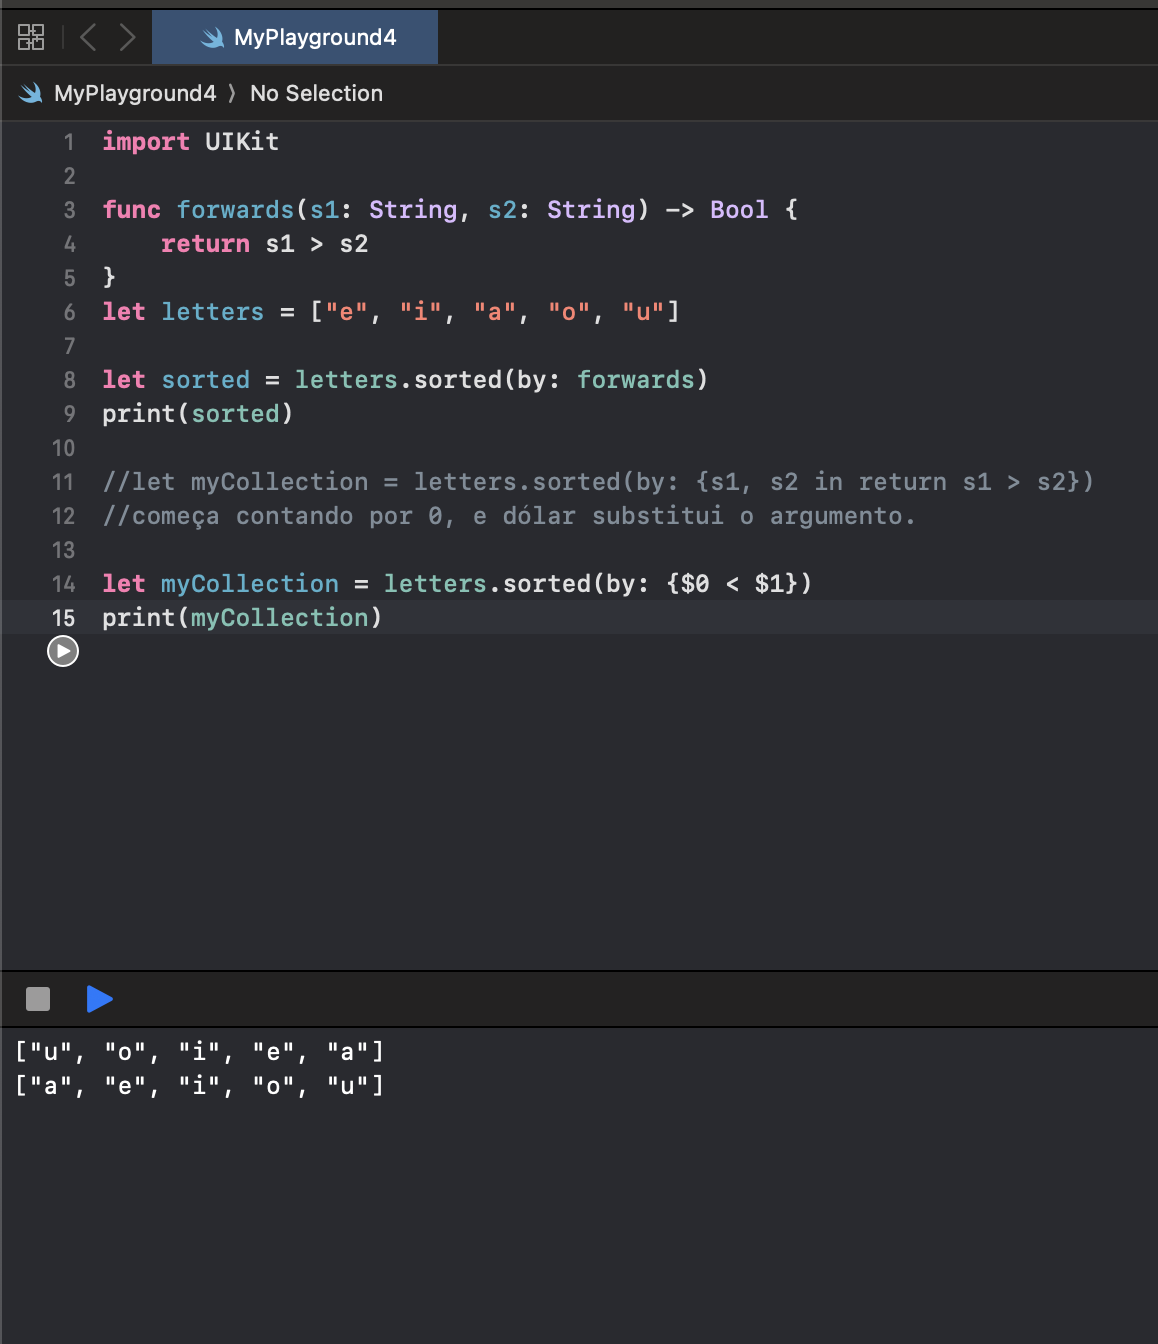 MyPlayground4
MyPlayground4 ⟩ No Selection
1 import UIKit
2
3 func forwards(s1: String, s2: String) -> Bool {
4     return s1 > s2
5 }
6 let letters = ["e", "i", "a", "o", "u"]
7
8 let sorted = letters.sorted(by: forwards)
9 print(sorted)
10
11 //let myCollection = letters.sorted(by: {s1, s2 in return s1 > s2})
12 //começa contando por 0, e dólar substitui o argumento.
13
14 let myCollection = letters.sorted(by: {$0 < $1})
15 print(myCollection)
["u", "o", "i", "e", "a"]
["a", "e", "i", "o", "u"]